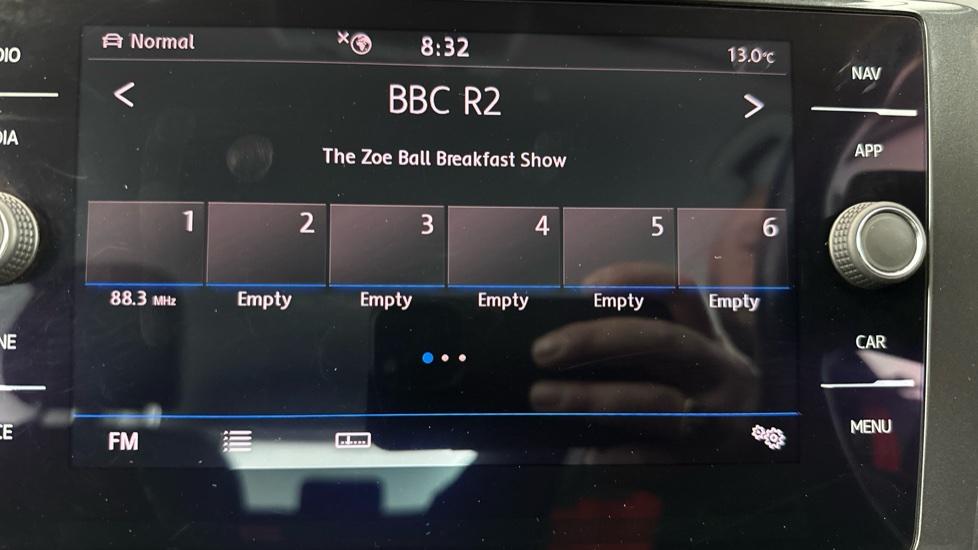 Normal 8:32 13.0°C
BBC R2
The Zoe Ball Breakfast Show
1 2 3 4 5 6
88.3 MHz Empty Empty Empty Empty Empty
FM
NAV
APP
CAR
MENU